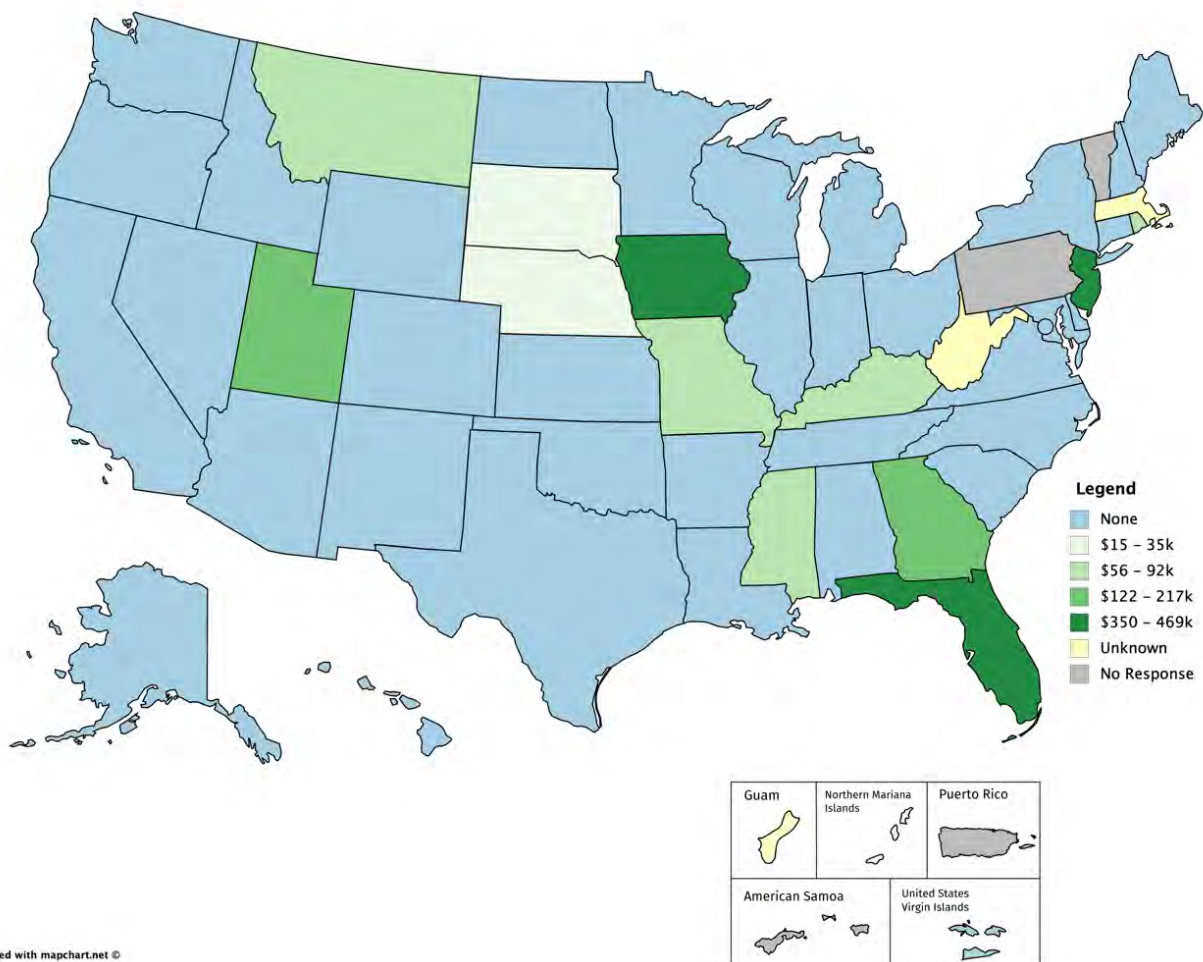 Legend
None
$15 – 35k
$56 – 92k
$122 – 217k
$350 – 469k
Unknown
No Response
Guam
Northern Mariana
Islands
Puerto Rico
American Samoa
United States
Virgin Islands
ed with mapchart.net ©